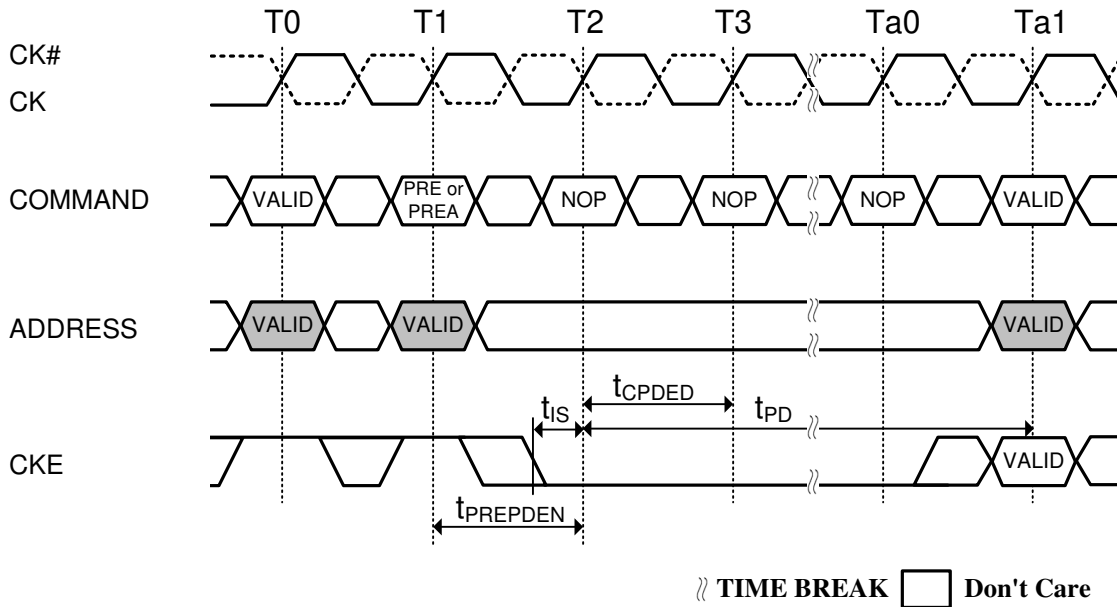 T0 T1 T2 T3 Ta0 Ta1
CK#
CK
COMMAND VALID PRE or PREA NOP NOP NOP VALID
ADDRESS VALID VALID VALID
tIS tCPDED tPD
CKE VALID
tPREPDEN
TIME BREAK Don't Care